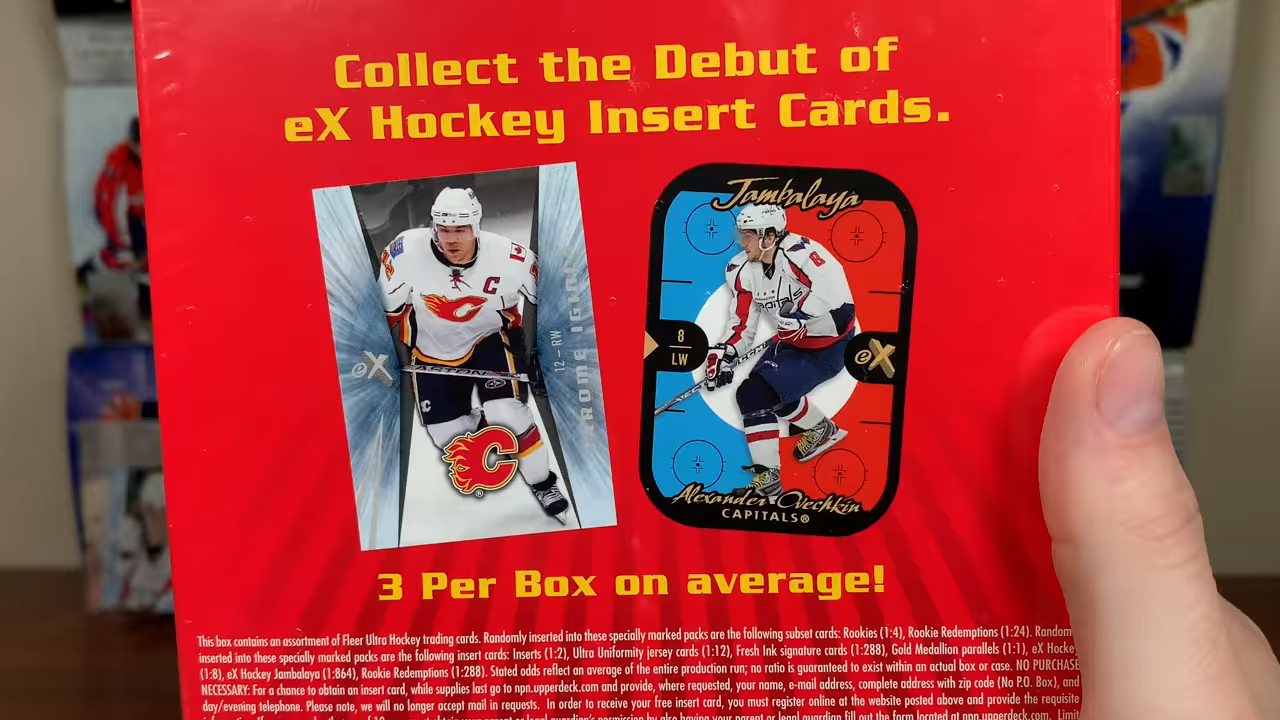 Collect the Debut of
eX Hockey Insert Cards.
Jambalaya
C
8
12 - RW
JAROME IGINLA
eX
EASTON
8
LW
eX
C
Alexander Ovechkin
CAPITALS®
3 Per Box on average!
This box contains an assortment of Fleer Ultra Hockey trading cards. Randomly inserted into these specially marked packs are the following subset cards: Rookies (1:4), Rookie Redemptions (1:24). Random
inserted into these specially marked packs are the following insert cards: Inserts (1:2), Ultra Uniformity jersey cards (1:12), Fresh Ink signature cards (1:288), Gold Medallion parallels (1:1), eX Hockey
(1:8), eX Hockey Jambalaya (1:864), Rookie Redemptions (1:288). Stated odds reflect an average of the entire production run; no ratio is guaranteed to exist within an actual box or case. NO PURCHASE
NECESSARY: For a chance to obtain an insert card, while supplies last go to npn.upperdeck.com and provide, where requested, your name, e-mail address, complete address with zip code (No P.O. Box), and
day/evening telephone. Please note, we will no longer accept mail in requests. In order to receive your free insert card, you must register online at the website posted above and provide the requisite